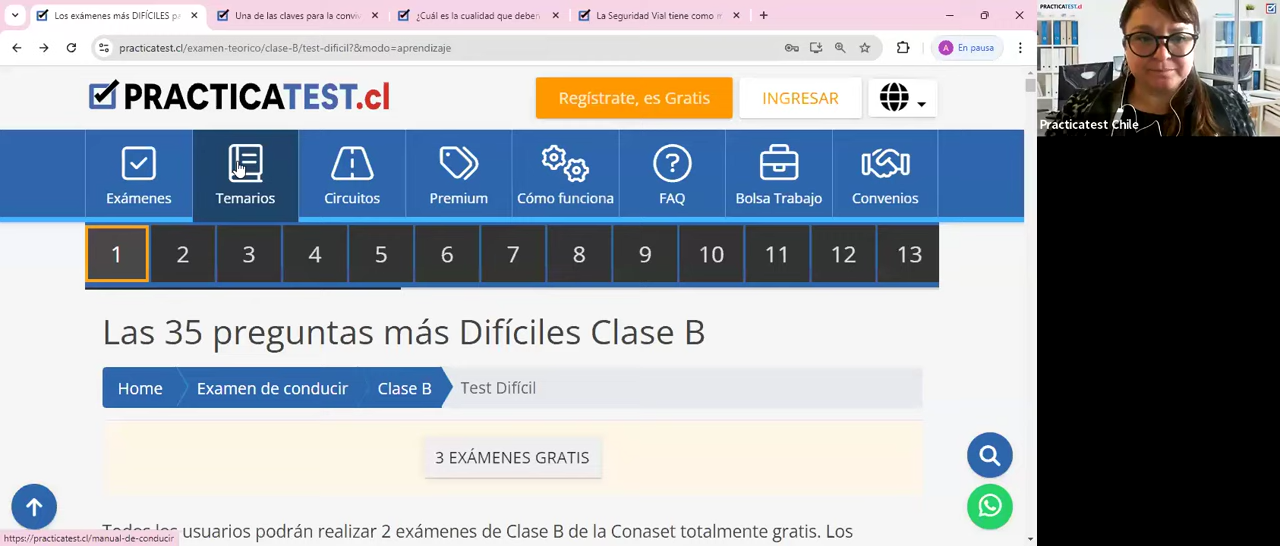 Los exámenes más DIFÍCILES p
Una de las claves para la conviv
¿Cuál es la cualidad que deber
La Seguridad Vial tiene como m
practicatest.cl/examen-teorico/clase-B/test-dificil?&modo=aprendizaje
A En pausa
PRACTICATEST.cl
Practicatest Chile
PRACTICATEST.cl
Regístrate, es Gratis
INGRESAR
Exámenes
Temarios
Circuitos
Premium
Cómo funciona
FAQ
Bolsa Trabajo
Convenios
1 2 3 4 5 6 7 8 9 10 11 12 13
Las 35 preguntas más Difíciles Clase B
Home Examen de conducir Clase B Test Difícil
3 EXÁMENES GRATIS
Todos los usuarios podrán realizar 2 exámenes de Clase B de la Conaset totalmente gratis. Los
https://practicatest.cl/manual-de-conducir